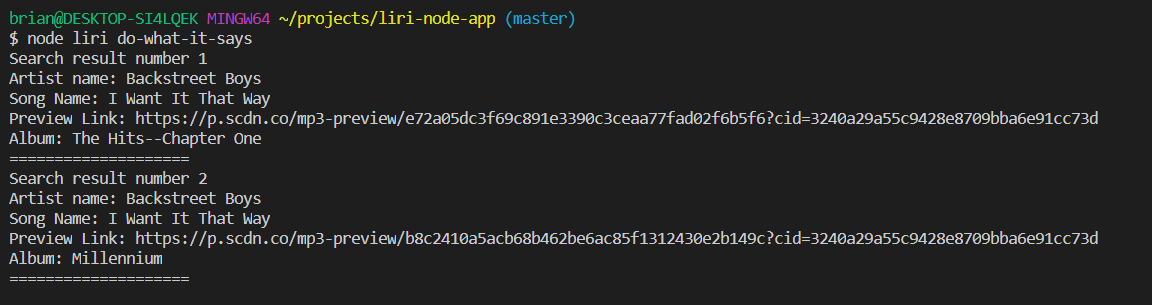 brian@DESKTOP-SI4LQEK MINGW64 ~/projects/liri-node-app (master)
$ node liri do-what-it-says
Search result number 1
Artist name: Backstreet Boys
Song Name: I Want It That Way
Preview Link: https://p.scdn.co/mp3-preview/e72a05dc3f69c891e3390c3ceaa77fad02f6b5f6?cid=3240a29a55c9428e8709bba6e91cc73d
Album: The Hits--Chapter One
====================
Search result number 2
Artist name: Backstreet Boys
Song Name: I Want It That Way
Preview Link: https://p.scdn.co/mp3-preview/b8c2410a5acb68b462be6ac85f1312430e2b149c?cid=3240a29a55c9428e8709bba6e91cc73d
Album: Millennium
====================